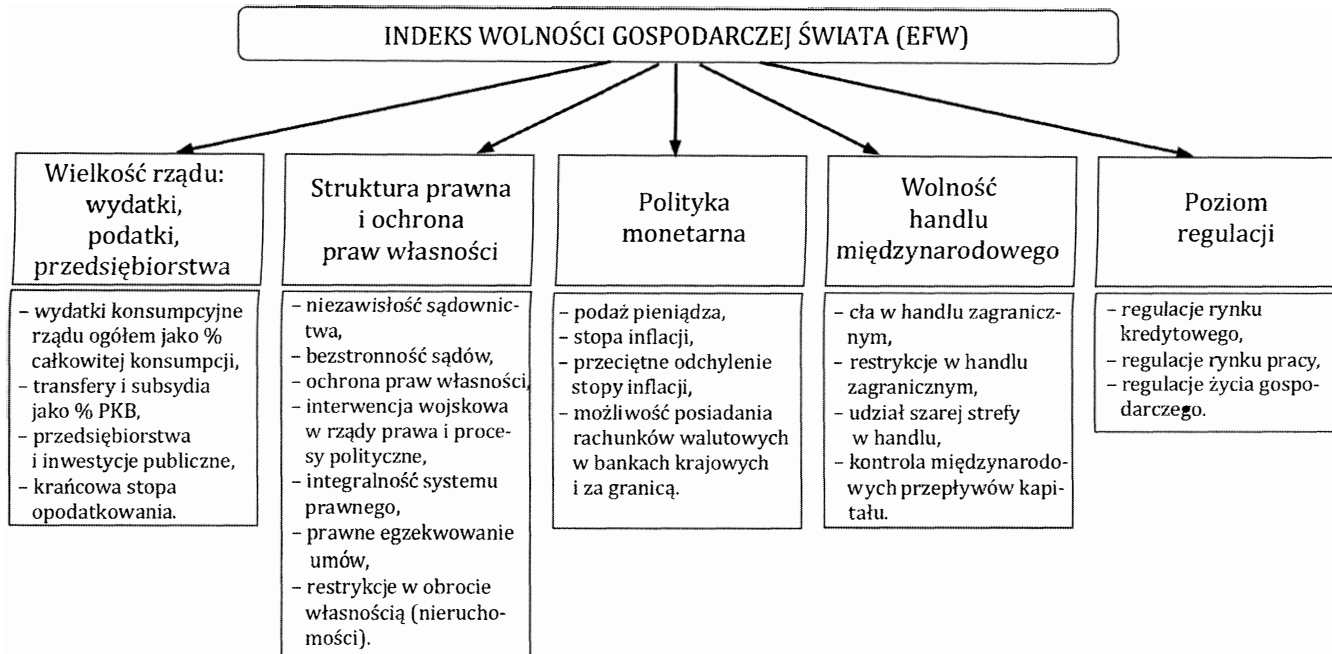 INDEKS WOLNOŚCI GOSPODARCZEJ ŚWIATA (EFW)
Wielkość rządu:
wydatki,
podatki,
przedsiębiorstwa
– wydatki konsumpcyjne
rządu ogółem jako %
całkowitej konsumpcji,
– transfery i subsydia
jako % PKB,
– przedsiębiorstwa
i inwestycje publiczne,
– krańcowa stopa
opodatkowania.
Struktura prawna
i ochrona
praw własności
– niezawisłość sądownic-
twa,
– bezstronność sądów,
– ochrona praw własności,
– interwencja wojskowa
w rządy prawa i proce-
sy polityczne,
– integralność systemu
prawnego,
– prawne egzekwowanie
umów,
– restrykcje w obrocie
własnością (nierucho-
mości).
Polityka
monetarna
– podaż pieniądza,
– stopa inflacji,
– przeciętne odchylenie
stopy inflacji,
– możliwość posiadania
rachunków walutowych
w bankach krajowych
i za granicą.
Wolność
handlu
międzynarodowego
– cła w handlu zagranicz-
nym,
– restrykcje w handlu
zagranicznym,
– udział szarej strefy
w handlu,
– kontrola międzynarodo-
wych przepływów kapi-
tału.
Poziom
regulacji
– regulacje rynku
kredytowego,
– regulacje rynku pracy,
– regulacje życia gospo-
darczego.